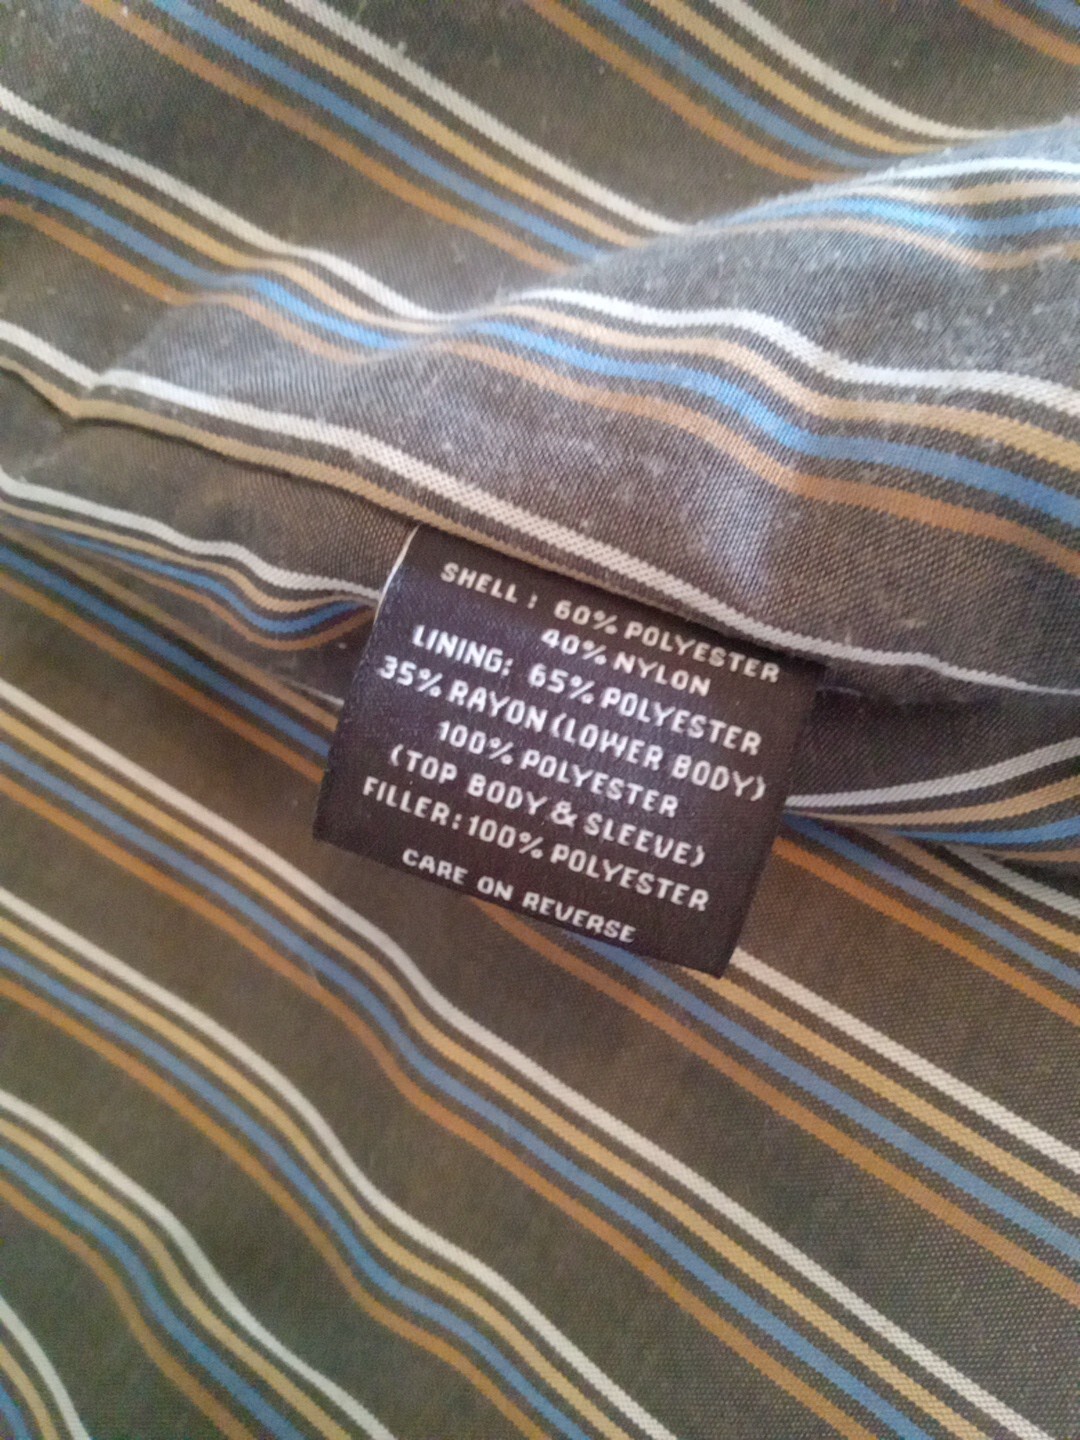 SHELL: 60% POLYESTER
40% NYLON
LINING: 65% POLYESTER
35% RAYON (LOWER BODY)
100% POLYESTER
(TOP BODY & SLEEVE)
FILLER: 100% POLYESTER
CARE ON REVERSE